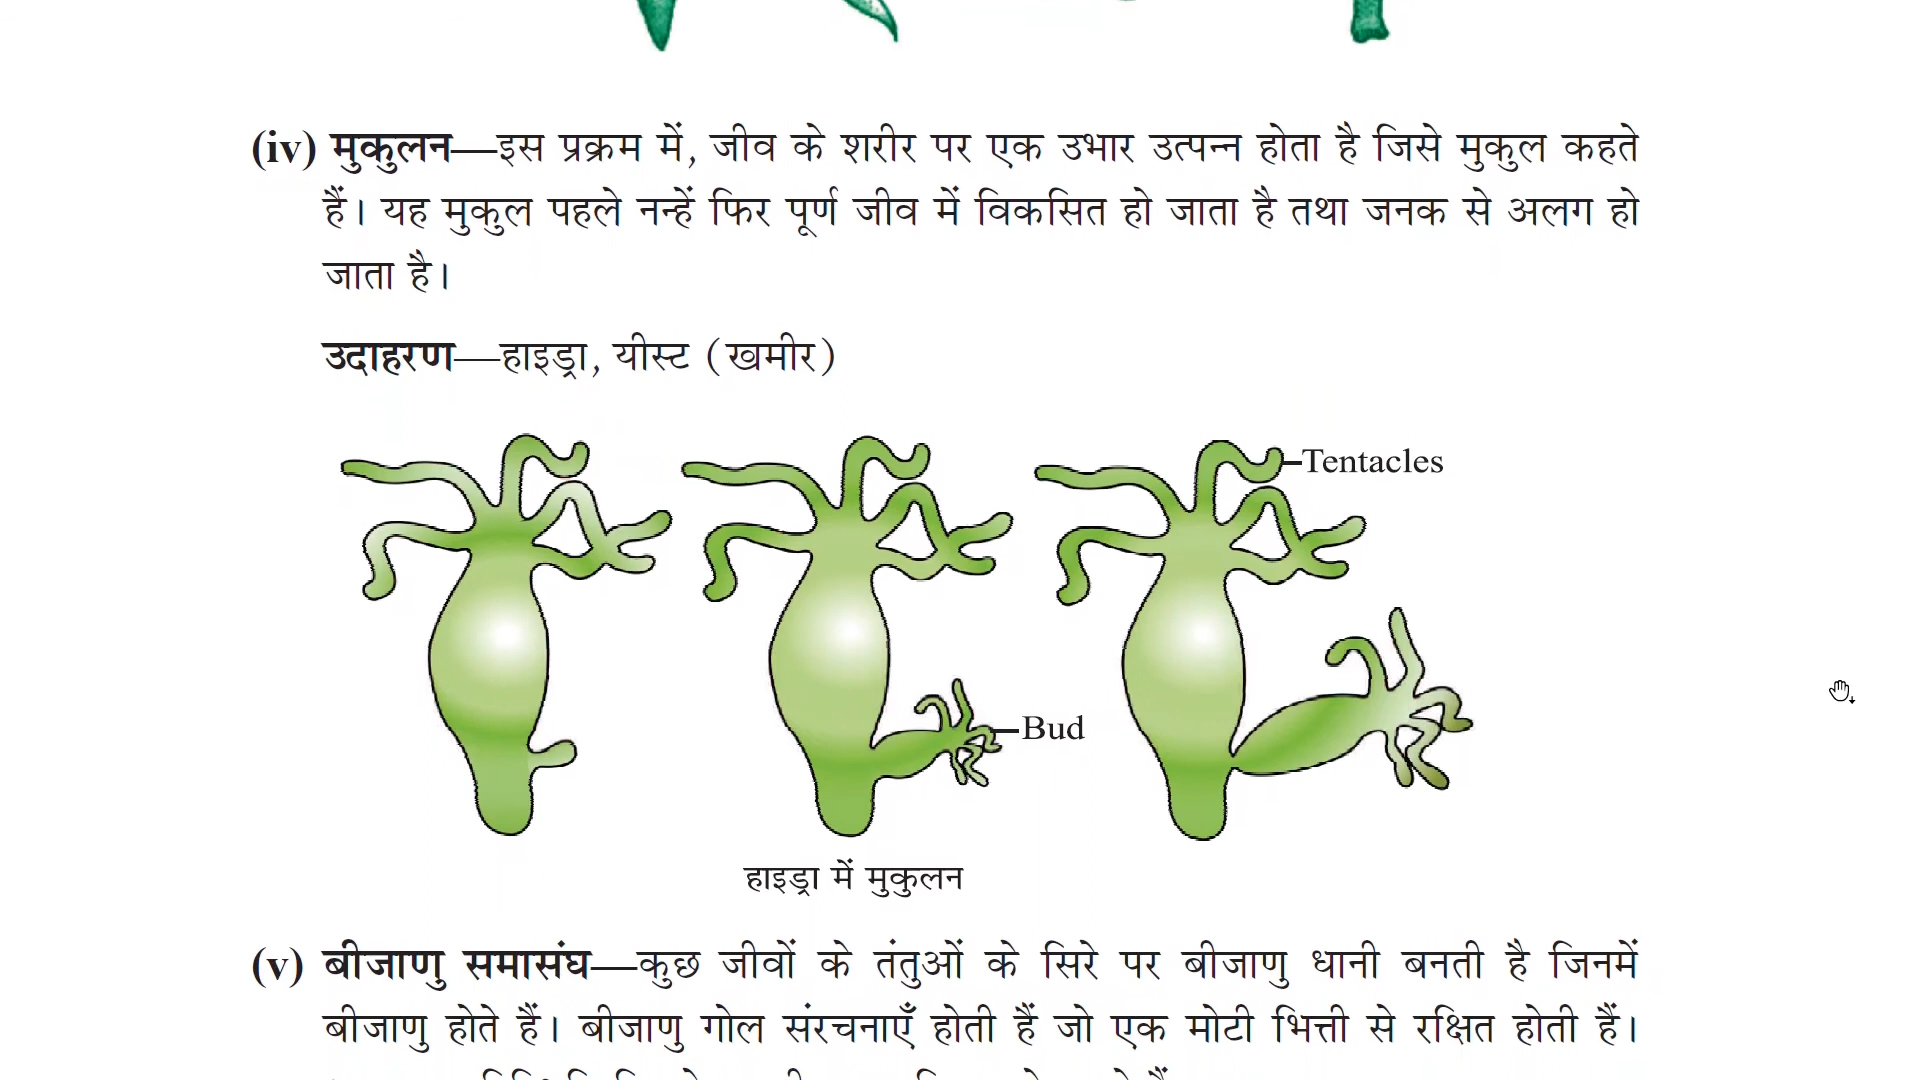 (iv) मुकुलन—इस प्रक्रम में, जीव के शरीर पर एक उभार उत्पन्न होता है जिसे मुकुल कहते
हैं। यह मुकुल पहले नन्हें फिर पूर्ण जीव में विकसित हो जाता है तथा जनक से अलग हो
जाता है।
उदाहरण—हाइड्रा, यीस्ट (खमीर)
Tentacles
Bud
हाइड्रा में मुकुलन
(v) बीजाणु समासंघ—कुछ जीवों के तंतुओं के सिरे पर बीजाणु धानी बनती है जिनमें
बीजाणु होते हैं। बीजाणु गोल संरचनाएँ होती हैं जो एक मोटी भित्ती से रक्षित होती हैं।